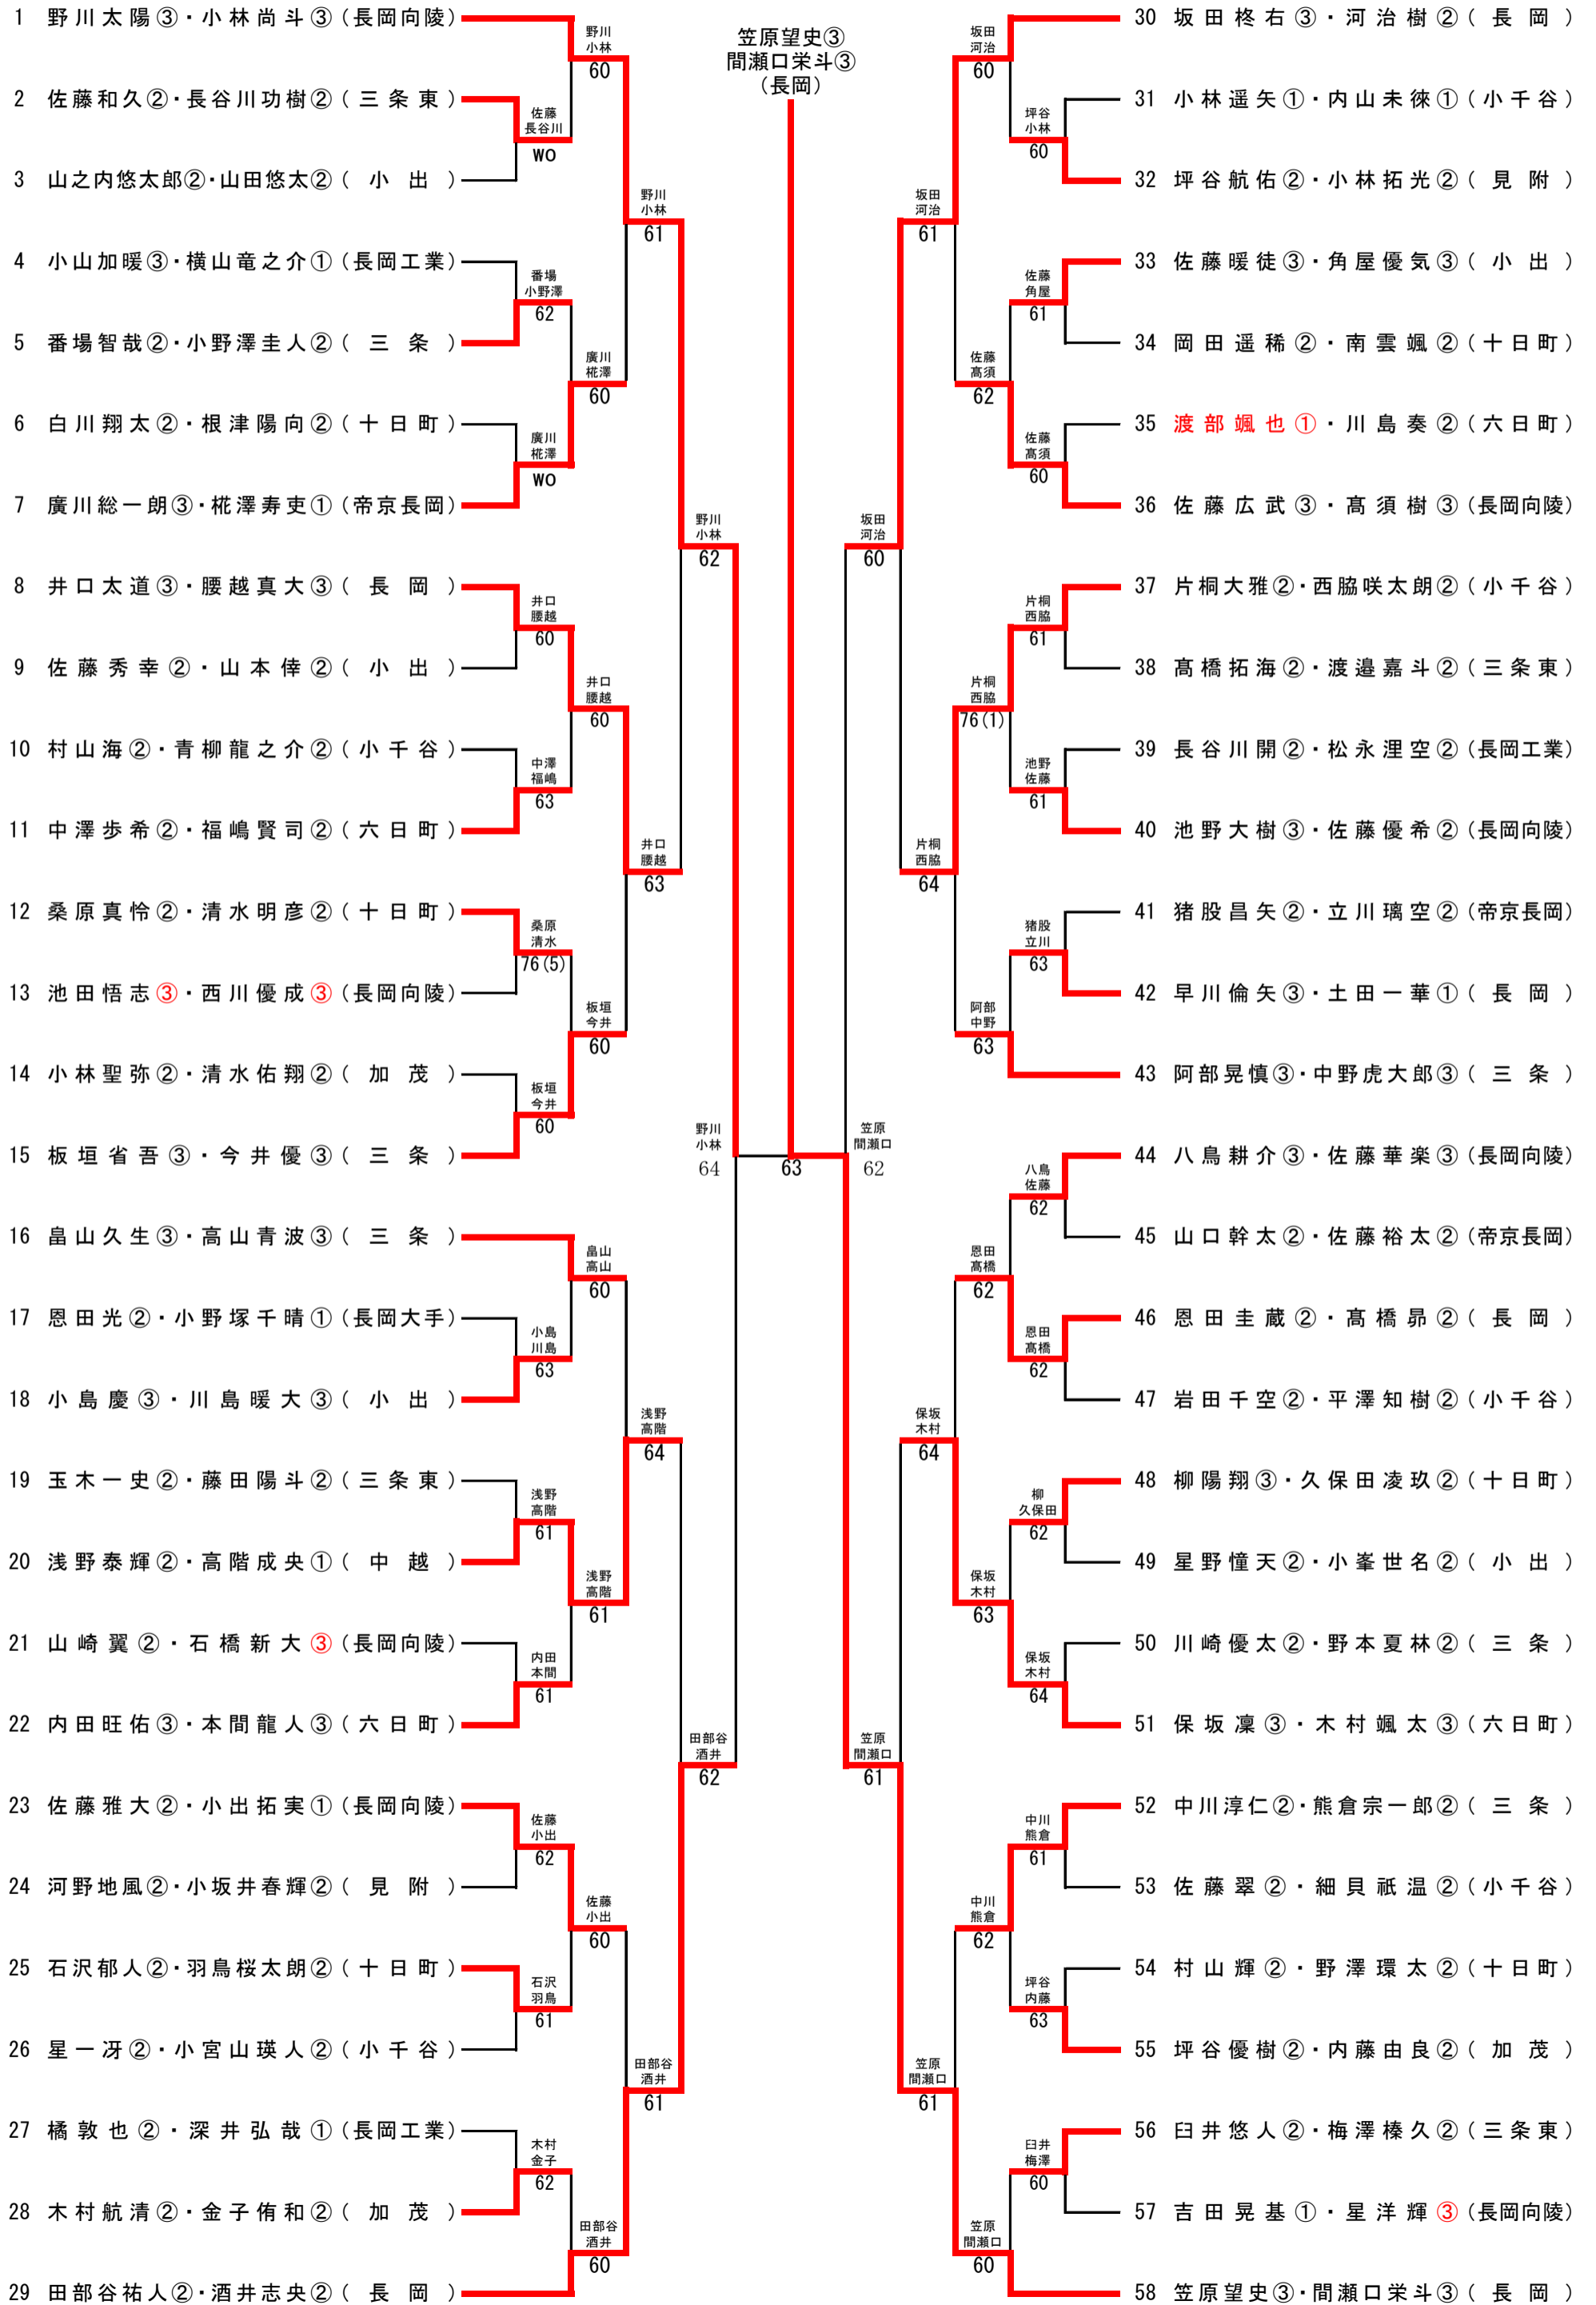 笠原望史③
間瀬口栄斗③
(長岡)
1 野川太陽③・小林尚斗③(長岡向陵)
2 佐藤和久②・長谷川功樹②(三条東)
3 山之内悠太郎②・山田悠太②(小出)
4 小山加暖③・横山竜之介①(長岡工業)
5 番場智哉②・小野澤圭人②(三条)
6 白川翔太②・根津陽向②(十日町)
7 廣川総一朗③・椛澤寿吏①(帝京長岡)
8 井口太道③・腰越真大③(長岡)
9 佐藤秀幸②・山本倖②(小出)
10 村山海②・青柳龍之介②(小千谷)
11 中澤歩希②・福嶋賢司②(六日町)
12 桑原真怜②・清水明彦②(十日町)
13 池田悟志③・西川優成③(長岡向陵)
14 小林聖弥②・清水佑翔②(加茂)
15 板垣省吾③・今井優③(三条)
16 畠山久生③・高山青波③(三条)
17 恩田光②・小野塚千晴①(長岡大手)
18 小島慶③・川島暖大③(小出)
19 玉木一史②・藤田陽斗②(三条東)
20 浅野泰輝②・高階成央①(中越)
21 山崎翼②・石橋新大③(長岡向陵)
22 内田旺佑③・本間龍人③(六日町)
23 佐藤雅大②・小出拓実①(長岡向陵)
24 河野地風②・小坂井春輝②(見附)
25 石沢郁人②・羽鳥桜太朗②(十日町)
26 星一冴②・小宮山瑛人②(小千谷)
27 橘敦也②・深井弘哉①(長岡工業)
28 木村航清②・金子侑和②(加茂)
29 田部谷祐人②・酒井志央②(長岡)
佐藤
長谷川
WO
番場
小野澤
62
廣川
椛澤
WO
井口
腰越
60
中澤
福嶋
63
桑原
清水
76(5)
板垣
今井
60
小島
川島
63
浅野
高階
61
内田
本間
61
佐藤
小出
62
石沢
羽鳥
61
木村
金子
62
野川
小林
60
廣川
椛澤
60
井口
腰越
60
板垣
今井
60
畠山
高山
60
浅野
高階
61
佐藤
小出
60
田部谷
酒井
60
野川
小林
61
井口
腰越
63
浅野
高階
64
田部谷
酒井
61
野川
小林
62
田部谷
酒井
62
野川
小林
64
63
笠原
間瀬口
62
坂田
河治
60
笠原
間瀬口
61
坂田
河治
61
片桐
西脇
64
保坂
木村
64
笠原
間瀬口
61
坂田
河治
60
佐藤
髙須
62
片桐
西脇
76(1)
阿部
中野
63
恩田
髙橋
62
保坂
木村
63
中川
熊倉
62
笠原
間瀬口
60
坪谷
小林
60
佐藤
角屋
61
佐藤
髙須
60
片桐
西脇
61
池野
佐藤
61
猪股
立川
63
八鳥
佐藤
62
恩田
髙橋
62
柳
久保田
62
保坂
木村
64
中川
熊倉
61
坪谷
内藤
63
臼井
梅澤
60
30 坂田柊右③・河治樹②(長岡)
31 小林遥矢①・内山未徠①(小千谷)
32 坪谷航佑②・小林拓光②(見附)
33 佐藤暖徒③・角屋優気③(小出)
34 岡田遥稀②・南雲颯②(十日町)
35 渡部颯也①・川島奏②(六日町)
36 佐藤広武③・髙須樹③(長岡向陵)
37 片桐大雅②・西脇咲太朗②(小千谷)
38 髙橋拓海②・渡邉嘉斗②(三条東)
39 長谷川開②・松永浬空②(長岡工業)
40 池野大樹③・佐藤優希②(長岡向陵)
41 猪股昌矢②・立川璃空②(帝京長岡)
42 早川倫矢③・土田一華①(長岡)
43 阿部晃慎③・中野虎大郎③(三条)
44 八鳥耕介③・佐藤華楽③(長岡向陵)
45 山口幹太②・佐藤裕太②(帝京長岡)
46 恩田圭蔵②・髙橋昴②(長岡)
47 岩田千空②・平澤知樹②(小千谷)
48 柳陽翔③・久保田凌玖②(十日町)
49 星野憧天②・小峯世名②(小出)
50 川崎優太②・野本夏林②(三条)
51 保坂凜③・木村颯太③(六日町)
52 中川淳仁②・熊倉宗一郎②(三条)
53 佐藤翠②・細貝祇温②(小千谷)
54 村山輝②・野澤環太②(十日町)
55 坪谷優樹②・内藤由良②(加茂)
56 臼井悠人②・梅澤榛久②(三条東)
57 吉田晃基①・星洋輝③(長岡向陵)
58 笠原望史③・間瀬口栄斗③(長岡)